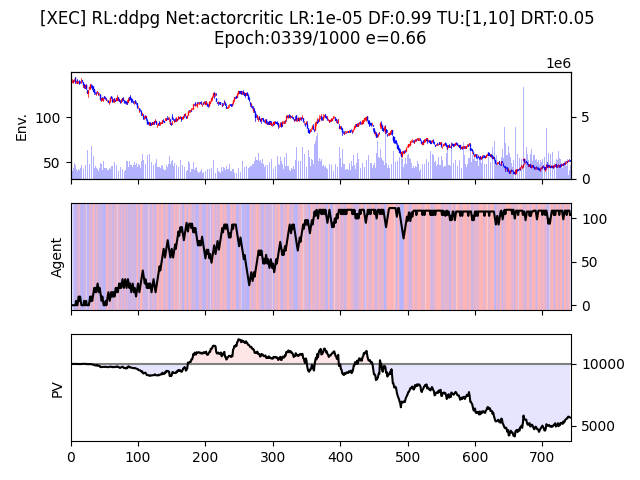 [XEC] RL:ddpg Net:actorcritic LR:1e-05 DF:0.99 TU:[1,10] DRT:0.05
Epoch:0339/1000 e=0.66
1e6
Env.
100
50
5
0
Agent
100
50
0
PV
10000
5000
0 100 200 300 400 500 600 700